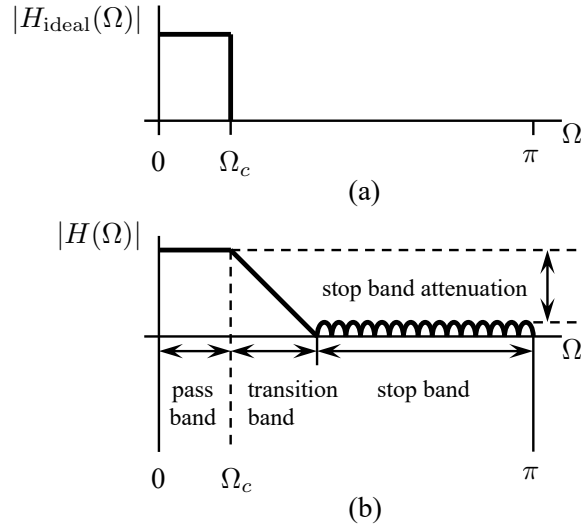 |H_ideal(Ω)|
0 Ω_c π Ω
(a)
|H(Ω)|
stop band attenuation
Ω
pass transition stop band
band band
0 Ω_c π
(b)